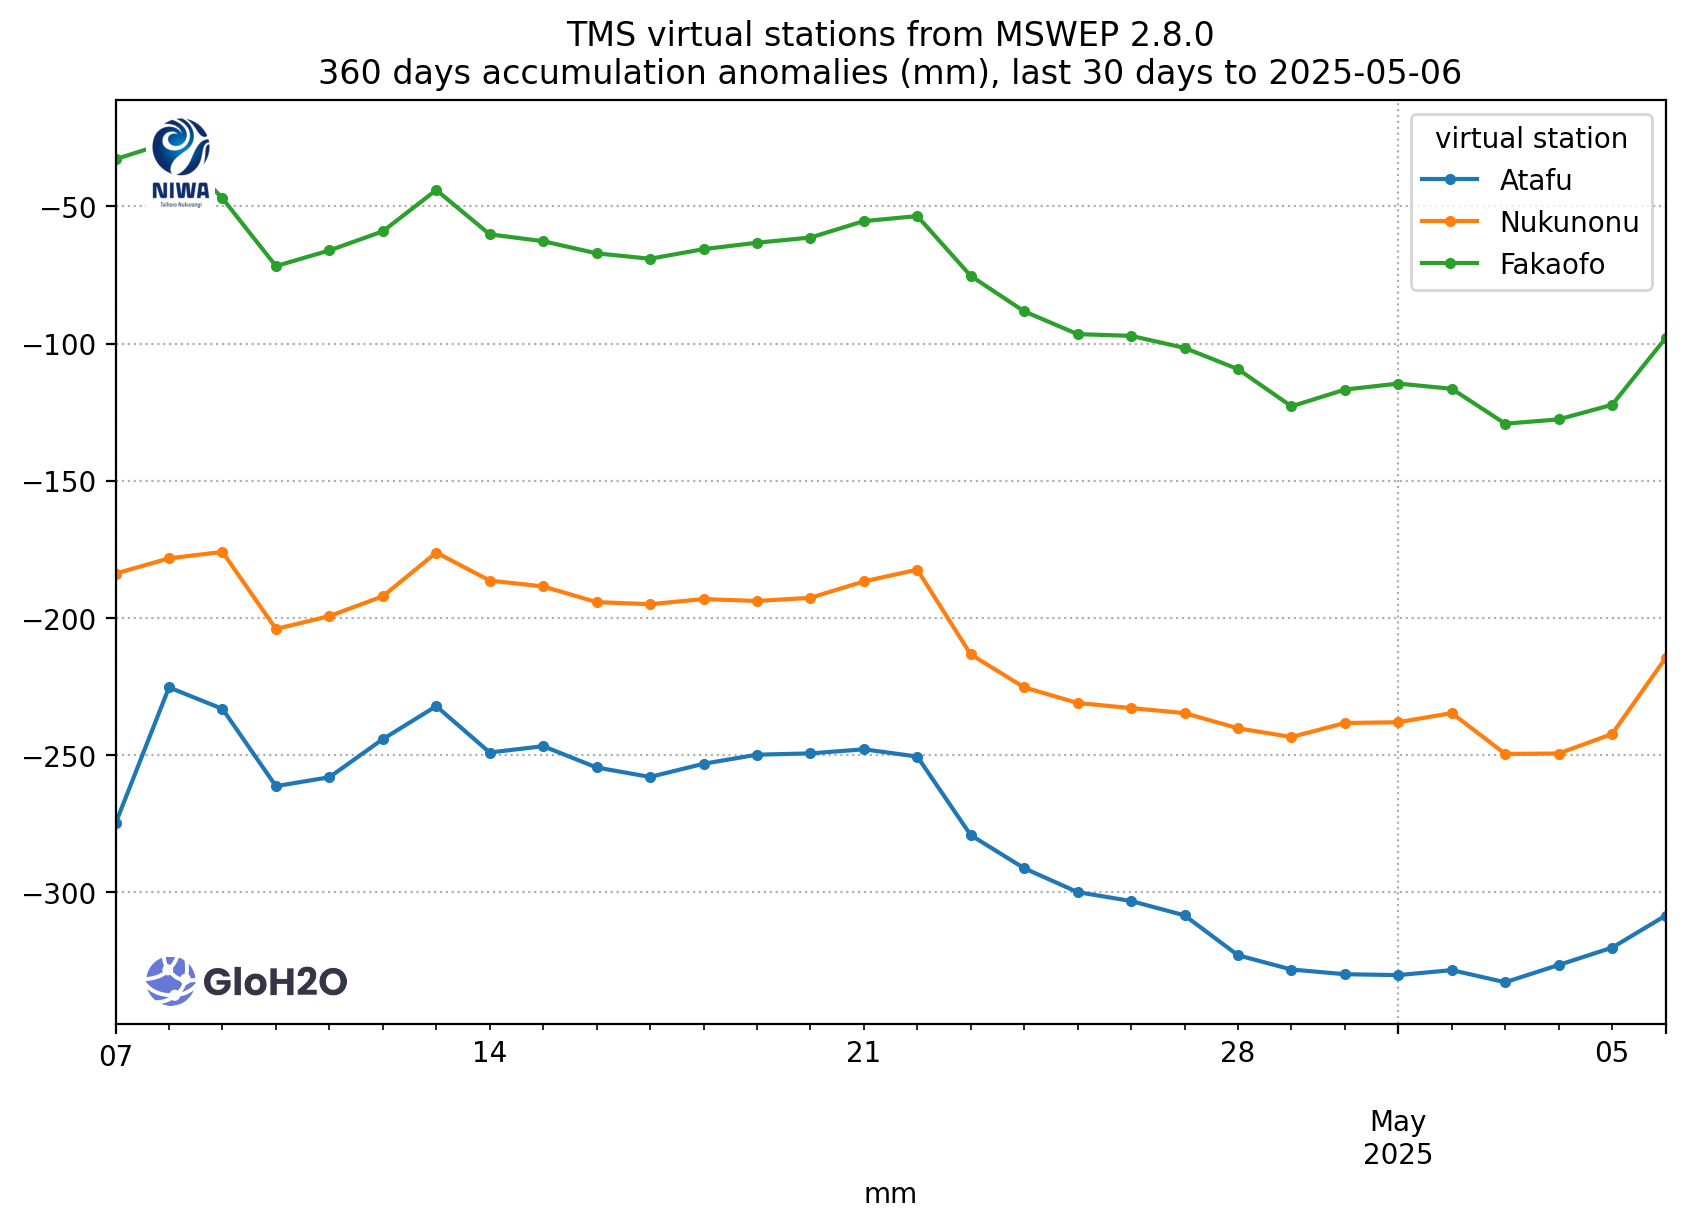 TMS virtual stations from MSWEP 2.8.0
360 days accumulation anomalies (mm), last 30 days to 2025-05-06
NIWA
Taihoro Nukurangi
virtual station
Atafu
Nukunonu
Fakaofo
−50
−100
−150
−200
−250
−300
GloH2O
07 14 21 28 05
May
2025
mm